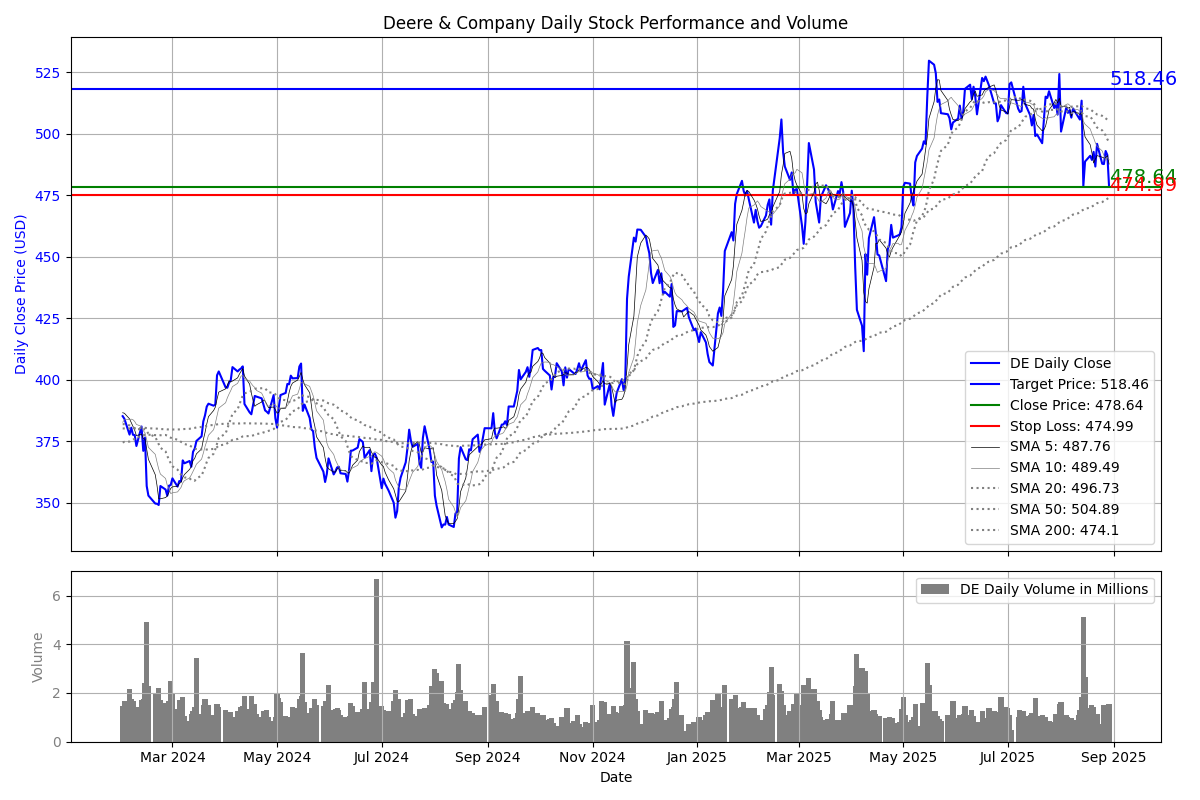 Deere & Company Daily Stock Performance and Volume
Daily Close Price (USD)
525
500
475
450
425
400
375
350
518.46
478.64
474.99
DE Daily Close
Target Price: 518.46
Close Price: 478.64
Stop Loss: 474.99
SMA 5: 487.76
SMA 10: 489.49
SMA 20: 496.73
SMA 50: 504.89
SMA 200: 474.1
Volume
6
4
2
0
DE Daily Volume in Millions
Mar 2024 May 2024 Jul 2024 Sep 2024 Nov 2024 Jan 2025 Mar 2025 May 2025 Jul 2025 Sep 2025
Date